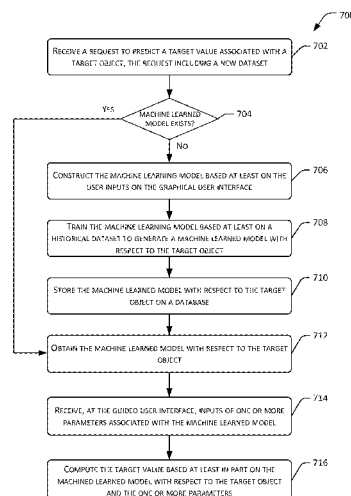 700
RECEIVE A REQUEST TO PREDICT A TARGET VALUE ASSOCIATED WITH A
TARGET OBJECT, THE REQUEST INCLUDING A NEW DATASET
702
YES
MACHINE LEARNED
MODEL EXISTS?
704
NO
CONSTRUCT THE MACHINE LEARNING MODEL BASED AT LEAST ON THE
USER INPUTS ON THE GRAPHICAL USER INTERFACE
706
TRAIN THE MACHINE LEARNING MODEL BASED AT LEAST ON A
HISTORICAL DATASET TO GENERATE A MACHINE LEARNED MODEL WITH
RESPECT TO THE TARGET OBJECT
708
STORE THE MACHINE LEARNED MODEL WITH RESPECT TO THE TARGET
OBJECT ON A DATABASE
710
OBTAIN THE MACHINE LEARNED MODEL WITH RESPECT TO THE TARGET
OBJECT
712
RECEIVE, AT THE GUIDED USER INTERFACE, INPUTS OF ONE OR MORE
PARAMETERS ASSOCIATED WITH THE MACHINE LEARNED MODEL
714
COMPUTE THE TARGET VALUE BASED AT LEAST IN PART ON THE
MACHINED LEARNED MODEL WITH RESPECT TO THE TARGET OBJECT
AND THE ONE OR MORE PARAMETERS
716